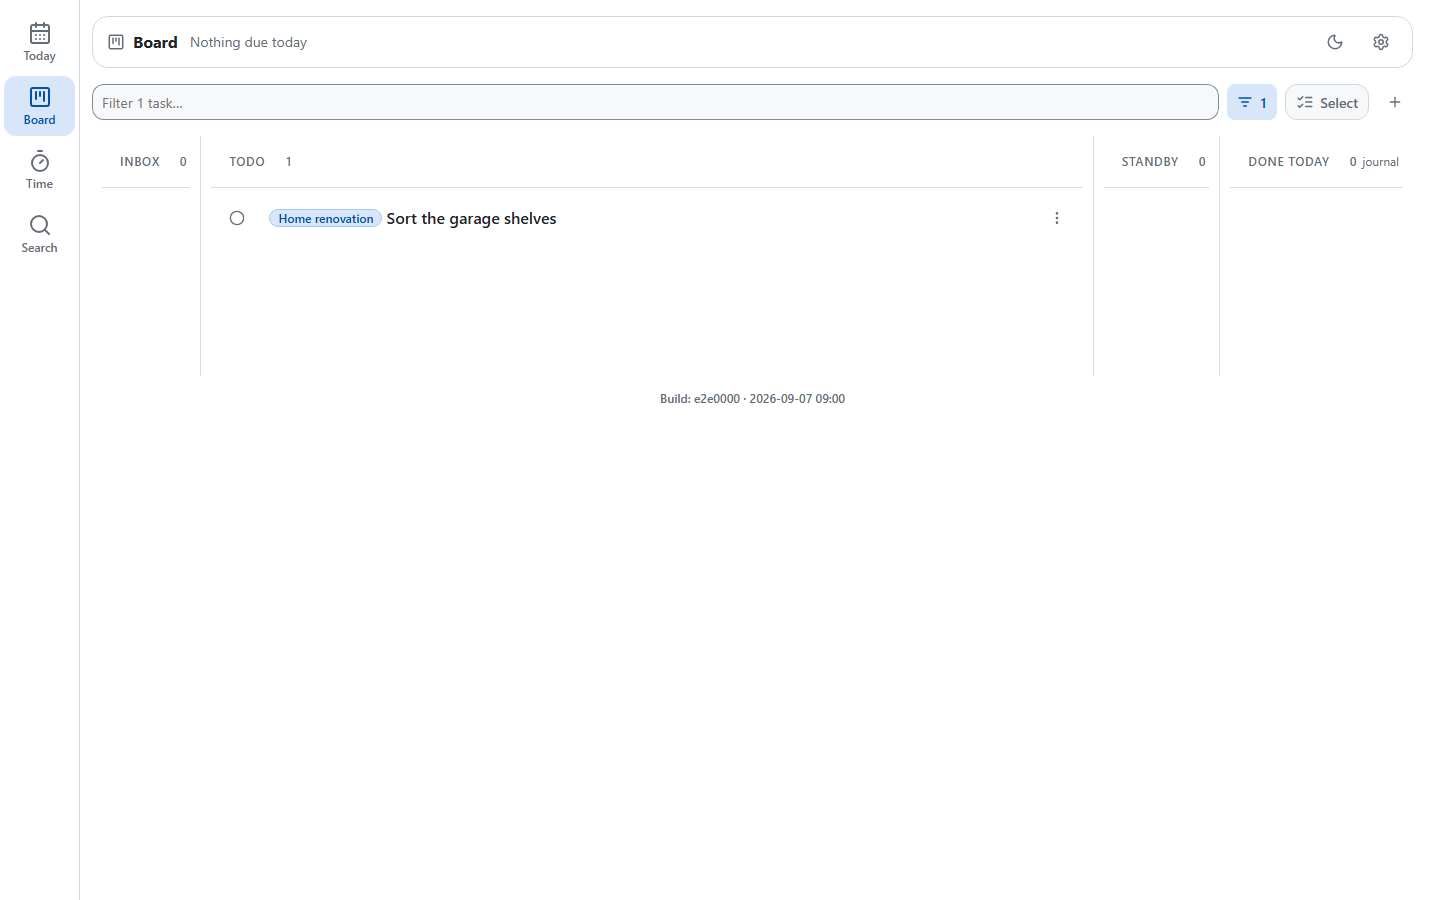 Today
Board
Time
Search
Board Nothing due today
Filter 1 task...
1
Select
INBOX 0
TODO 1
STANDBY 0
DONE TODAY 0 journal
Home renovation Sort the garage shelves
Build: e2e0000 · 2026-09-07 09:00